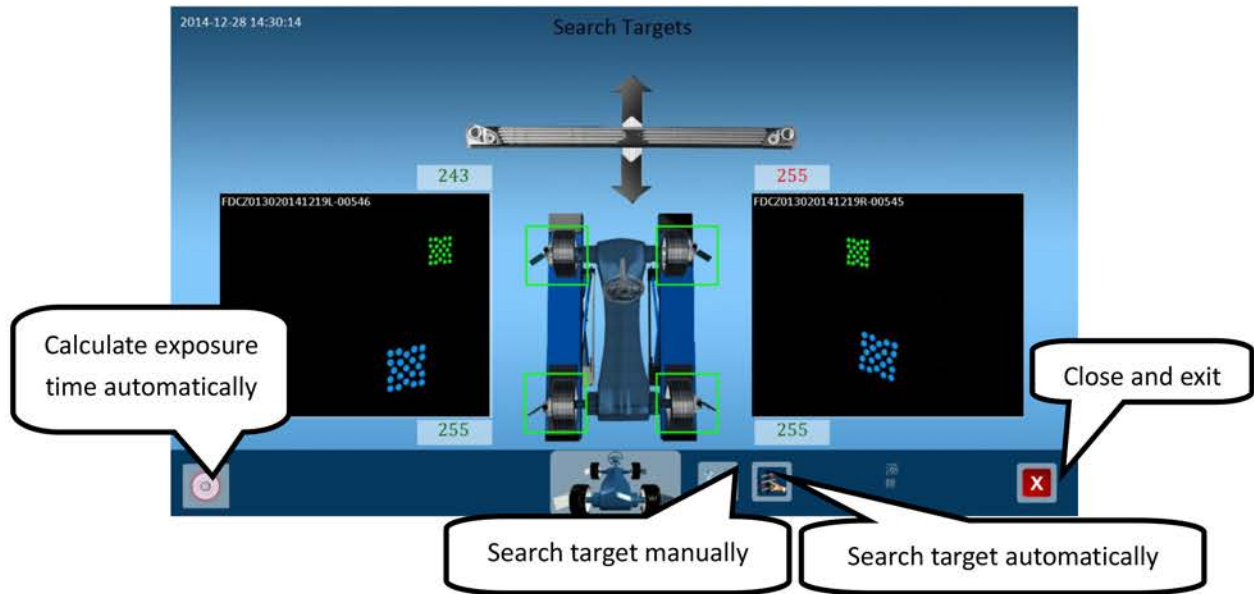 2014-12-28 14:30:14
Search Targets
243
255
FDCZ013020141219L-00546
FDCZ013020141219R-00545
Calculate exposure
time automatically
Close and exit
255
255
X
Search target manually
Search target automatically